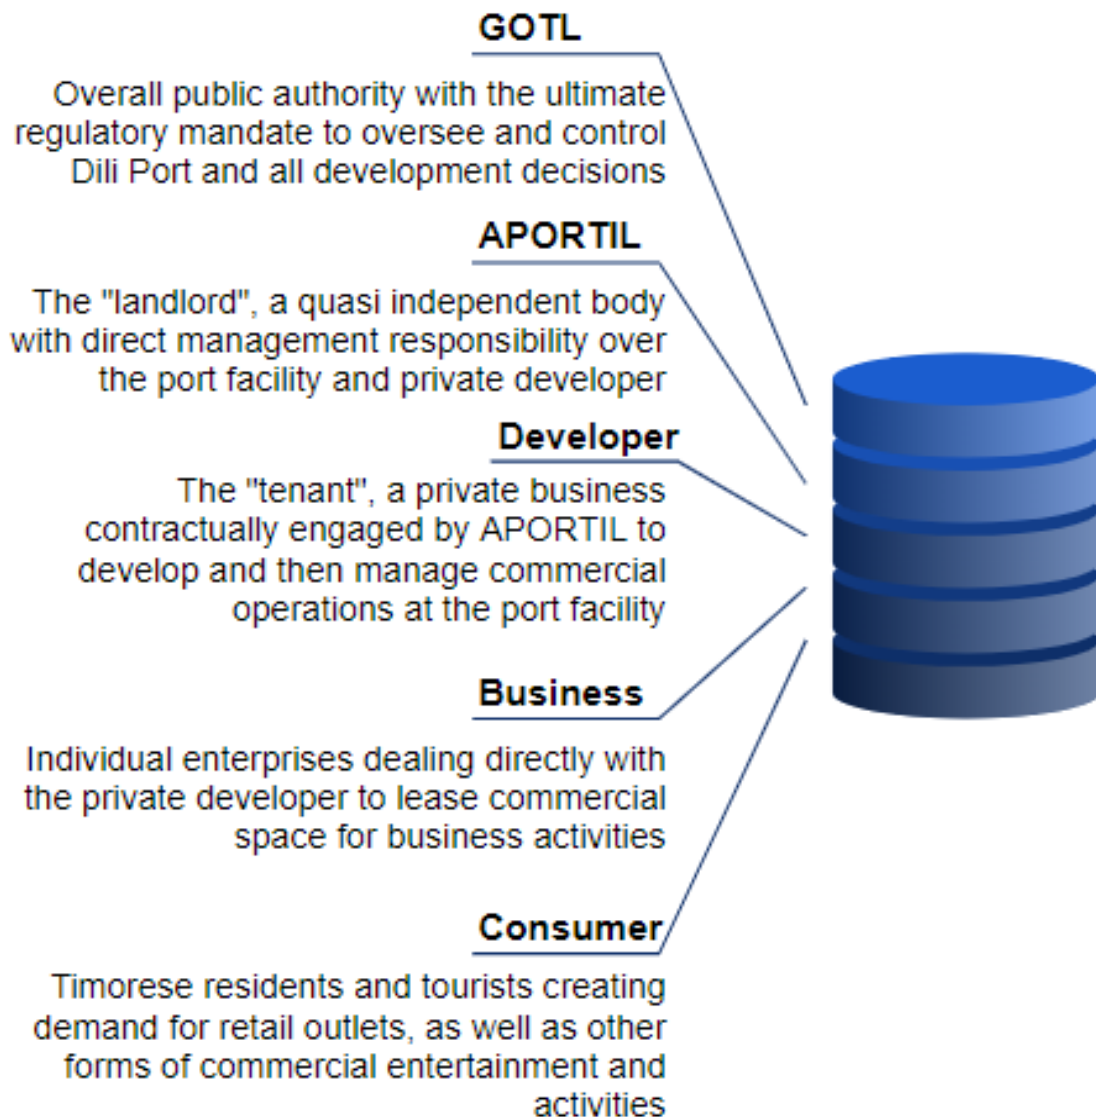 GOTL
Overall public authority with the ultimate
regulatory mandate to oversee and control
Dili Port and all development decisions
APORTIL
The "landlord", a quasi independent body
with direct management responsibility over
the port facility and private developer
Developer
The "tenant", a private business
contractually engaged by APORTIL to
develop and then manage commercial
operations at the port facility
Business
Individual enterprises dealing directly with
the private developer to lease commercial
space for business activities
Consumer
Timorese residents and tourists creating
demand for retail outlets, as well as other
forms of commercial entertainment and
activities